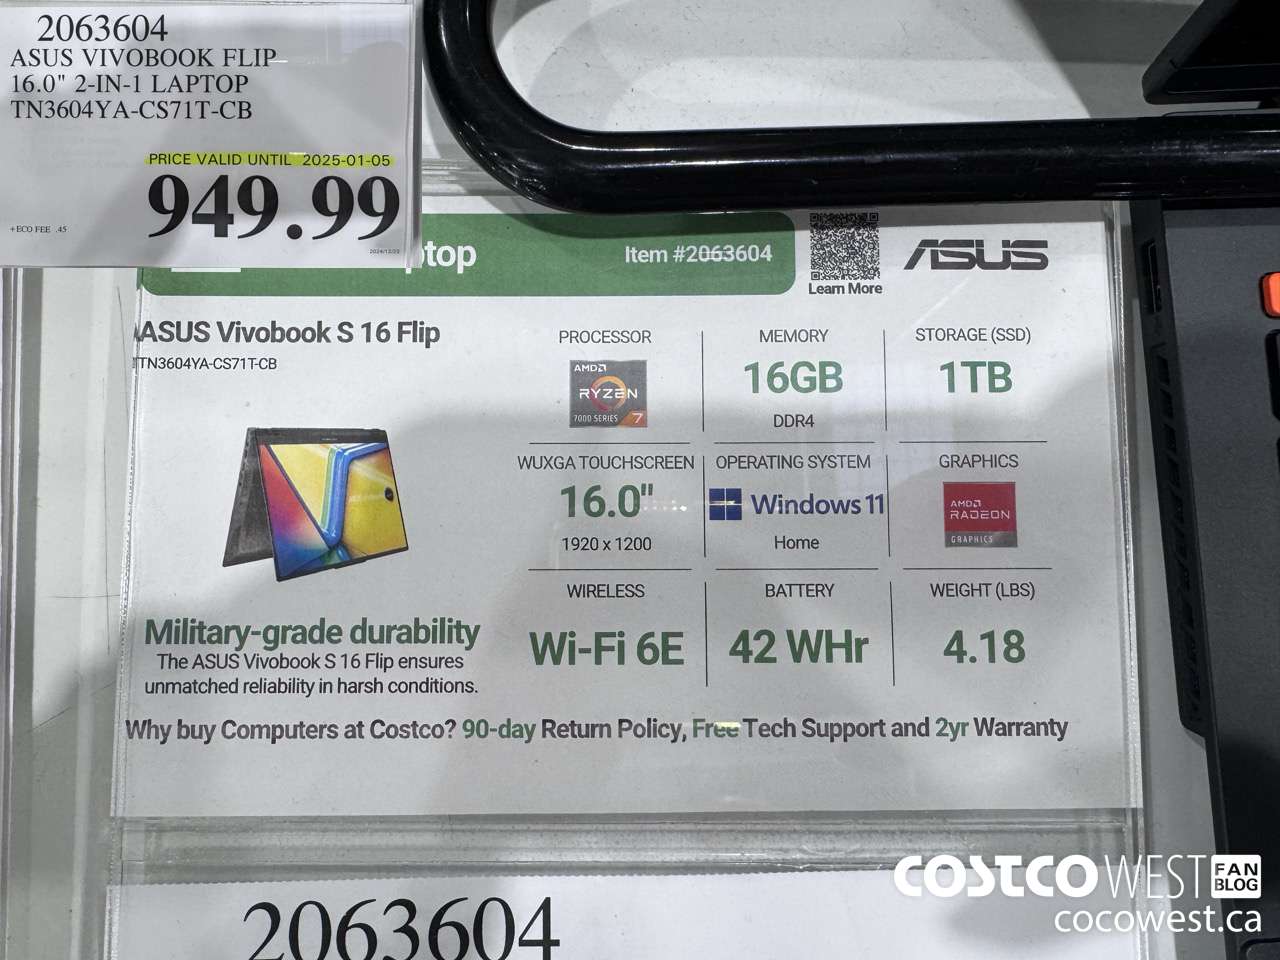 2063604
ASUS VIVOBOOK FLIP
16.0" 2-IN-1 LAPTOP
TN3604YA-CS71T-CB
PRICE VALID UNTIL 2025-01-05
949.99
+ECO FEE .45
2024/12/23
ptop
Item #2063604
Learn More
ASUS
ASUS Vivobook S 16 Flip
TN3604YA-CS71T-CB
PROCESSOR
AMD
RYZEN
7000 SERIES 7
MEMORY
16GB
DDR4
STORAGE (SSD)
1TB
WUXGA TOUCHSCREEN
16.0"
1920 x 1200
OPERATING SYSTEM
Windows 11
Home
GRAPHICS
AMD
RADEON
GRAPHICS
WIRELESS
Wi-Fi 6E
BATTERY
42 WHr
WEIGHT (LBS)
4.18
Military-grade durability
The ASUS Vivobook S 16 Flip ensures
unmatched reliability in harsh conditions.
Why buy Computers at Costco? 90-day Return Policy, Free Tech Support and 2yr Warranty
2063604
COSTCO WEST FAN BLOG
cocowest.ca